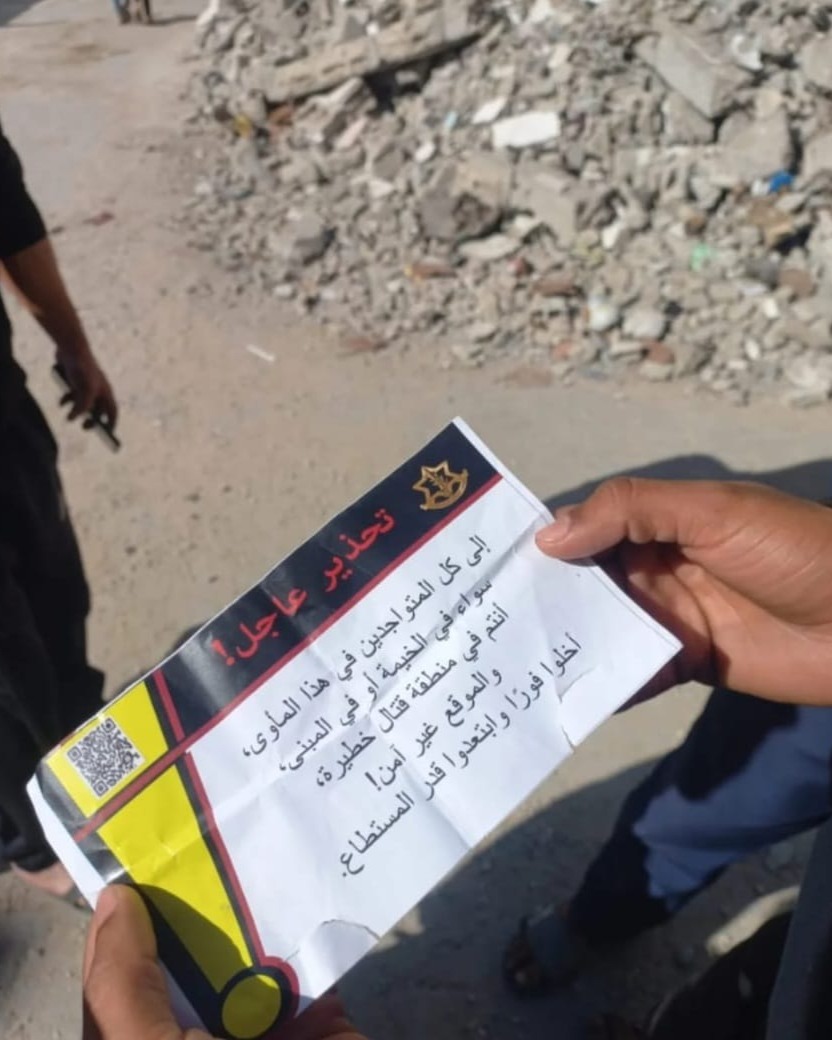 تحذير عاجل!
إلى كل المتواجدين في هذا المأوى،
سواء في الخيمة أو في المبنى،
أنتم في منطقة قتال خطيرة،
والموقع غير آمن!
أخلوا فورًا وابتعدوا قدر المستطاع.